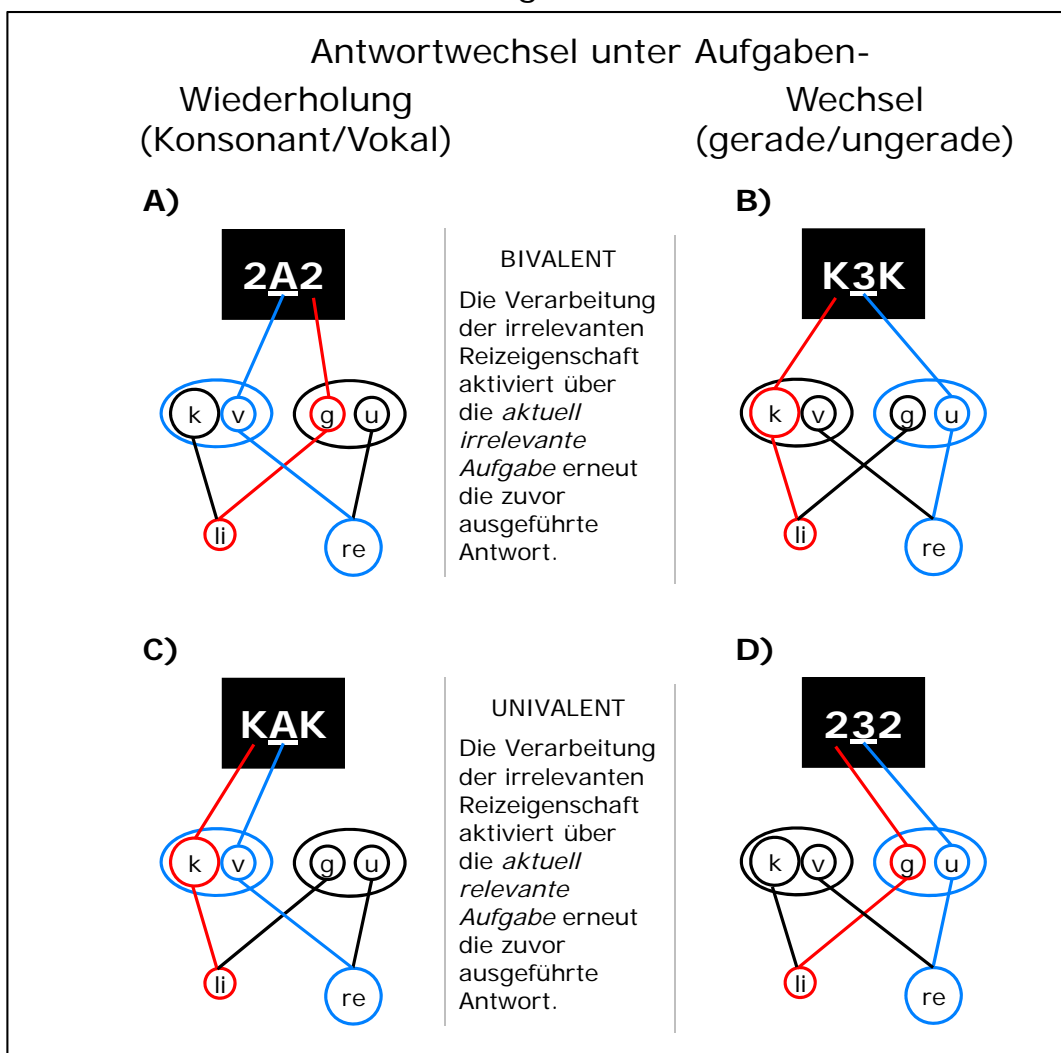 Antwortwechsel unter Aufgaben-
Wiederholung
(Konsonant/Vokal)
Wechsel
(gerade/ungerade)
A)
2A2
k
v
g
u
li
re
BIVALENT
Die Verarbeitung
der irrelevanten
Reizeigenschaft
aktiviert über
die aktuell
irrelevante
Aufgabe erneut
die zuvor
ausgeführte
Antwort.
B)
K3K
k
v
g
u
li
re
C)
KAK
k
v
g
u
li
re
UNIVALENT
Die Verarbeitung
der irrelevanten
Reizeigenschaft
aktiviert über
die aktuell
relevante
Aufgabe erneut
die zuvor
ausgeführte
Antwort.
D)
232
k
v
g
u
li
re